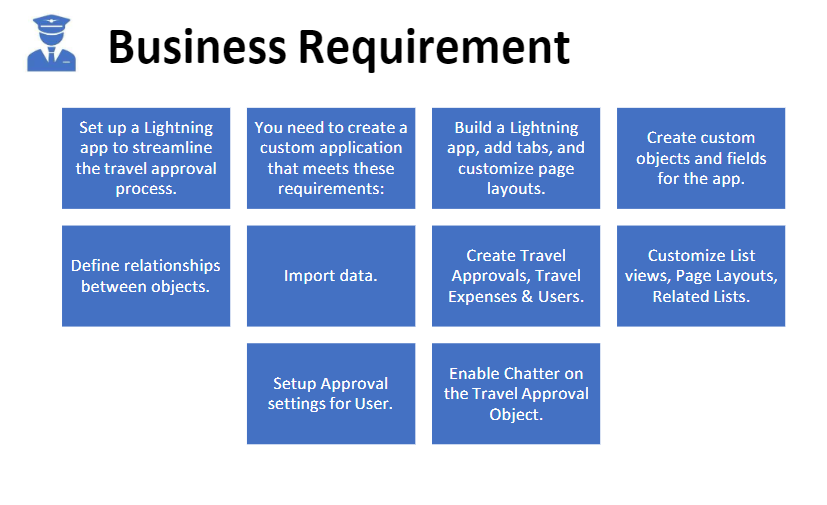 Business Requirement
Set up a Lightning
app to streamline
the travel approval
process.
You need to create a
custom application
that meets these
requirements:
Build a Lightning
app, add tabs, and
customize page
layouts.
Create custom
objects and fields
for the app.
Define relationships
between objects.
Import data.
Create Travel
Approvals, Travel
Expenses & Users.
Customize List
views, Page Layouts,
Related Lists.
Setup Approval
settings for User.
Enable Chatter on
the Travel Approval
Object.